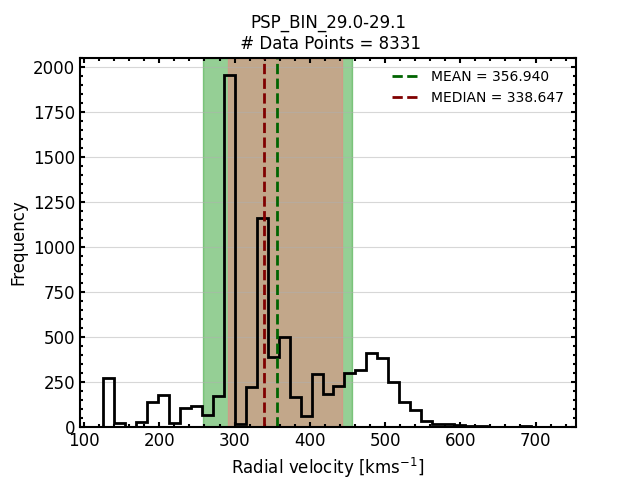 PSP_BIN_29.0-29.1
# Data Points = 8331
MEAN = 356.940
MEDIAN = 338.647
Frequency
2000
1750
1500
1250
1000
750
500
250
0
100 200 300 400 500 600 700
Radial velocity [kms⁻¹]